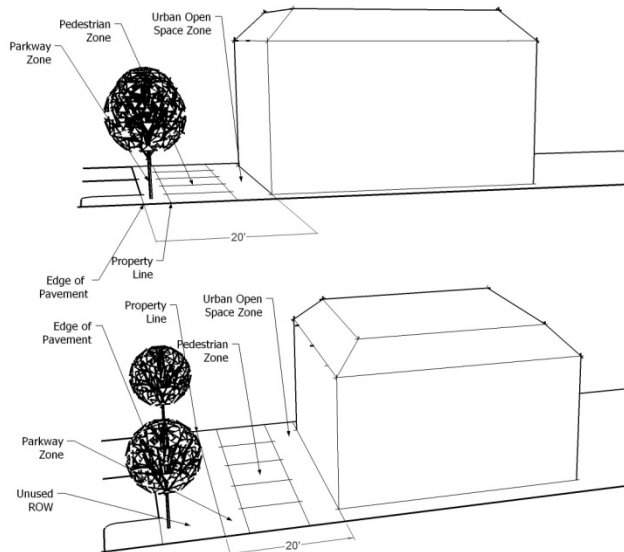 Urban Open
Space Zone
Pedestrian
Zone
Parkway
Zone
20'
Property
Line
Edge of
Pavement
Property
Line
Urban Open
Space Zone
Edge of
Pavement
Pedestrian
Zone
Parkway
Zone
Unused
ROW
20'